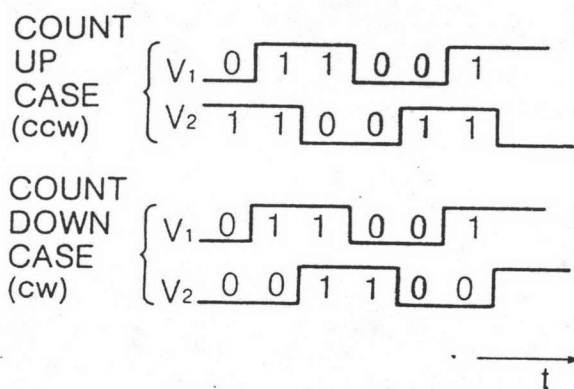 COUNT
UP
CASE
(ccw)
V1 0 1 1 0 0 1
V2 1 1 0 0 1 1
COUNT
DOWN
CASE
(cw)
V1 0 1 1 0 0 1
V2 0 0 1 1 0 0
t